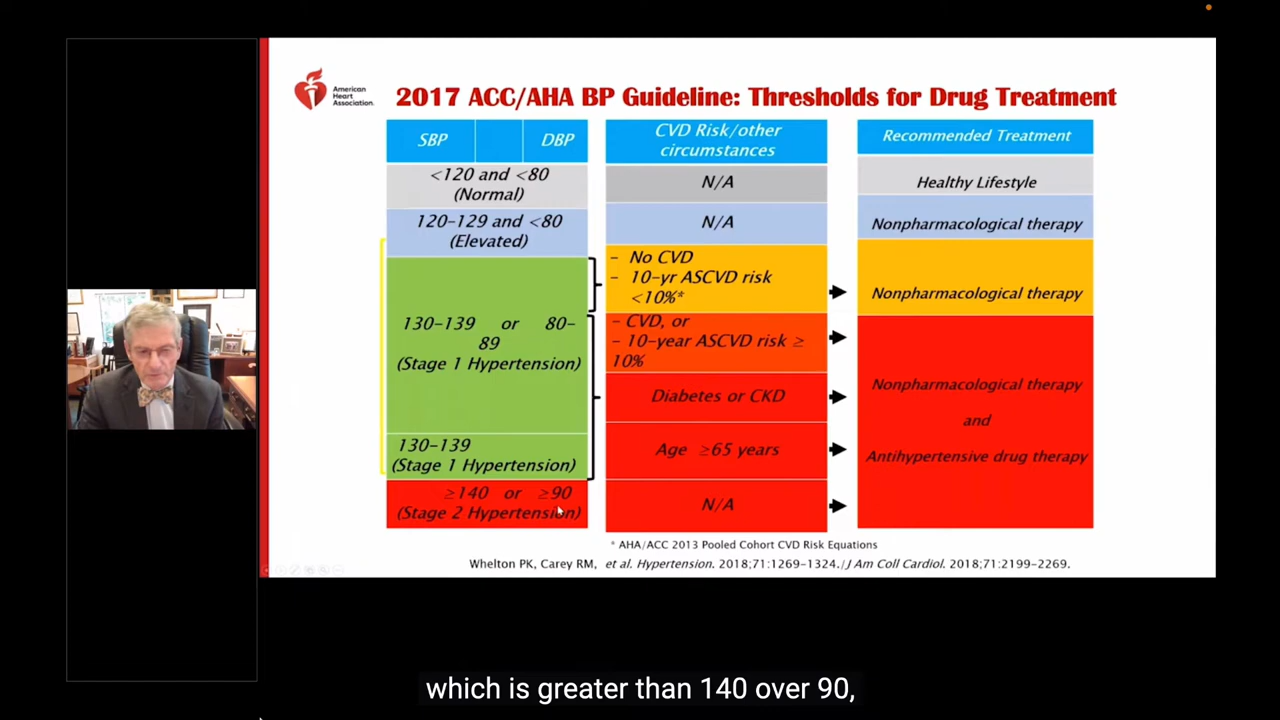 American
Heart
Association.
2017 ACC/AHA BP Guideline: Thresholds for Drug Treatment
SBP
DBP
CVD Risk/other
circumstances
Recommended Treatment
<120 and <80
(Normal)
N/A
Healthy Lifestyle
120-129 and <80
(Elevated)
N/A
Nonpharmacological therapy
130-139 or 80-
89
(Stage 1 Hypertension)
- No CVD
- 10-yr ASCVD risk
<10%*
Nonpharmacological therapy
- CVD, or
- 10-year ASCVD risk ≥
10%
Diabetes or CKD
130-139
(Stage 1 Hypertension)
Age ≥65 years
≥140 or ≥90
(Stage 2 Hypertension)
N/A
Nonpharmacological therapy
and
Antihypertensive drug therapy
* AHA/ACC 2013 Pooled Cohort CVD Risk Equations
Whelton PK, Carey RM, et al. Hypertension. 2018;71:1269-1324./J Am Coll Cardiol. 2018;71:2199-2269.
which is greater than 140 over 90,